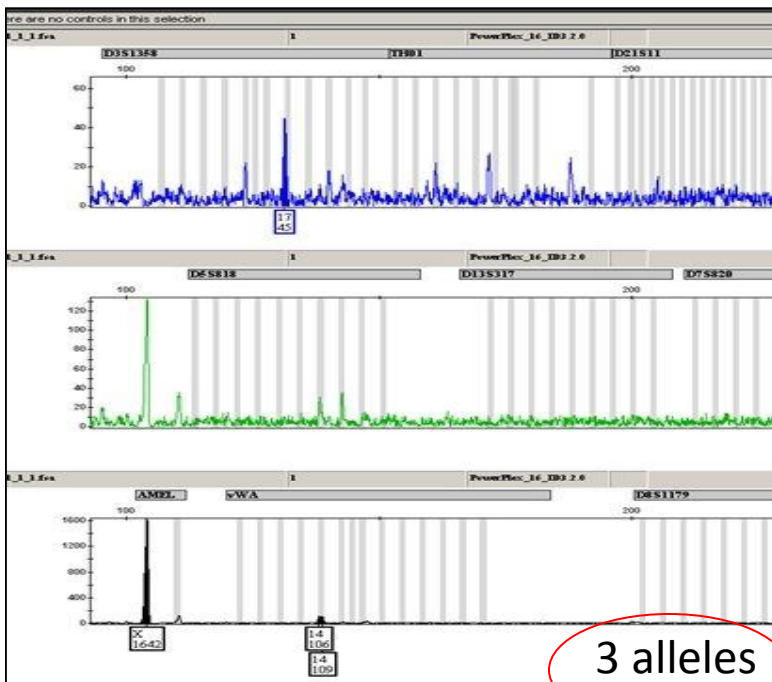 ere are no controls in this selection
1_1_1.fsa 1 PowerPlex_16_ID3.2.0
D3S1358 TH01 D21S11
100 200
60
40
20
0
17
45
1_1_1.fsa 1 PowerPlex_16_ID3.2.0
D5S818 D13S317 D7S820
100 200
120
100
80
60
40
20
0
1_1_1.fsa 1 PowerPlex_16_ID3.2.0
AMEL vWA D8S1179
100 200
1600
1200
800
400
0
X
1642
14
106
14
109
3 alleles